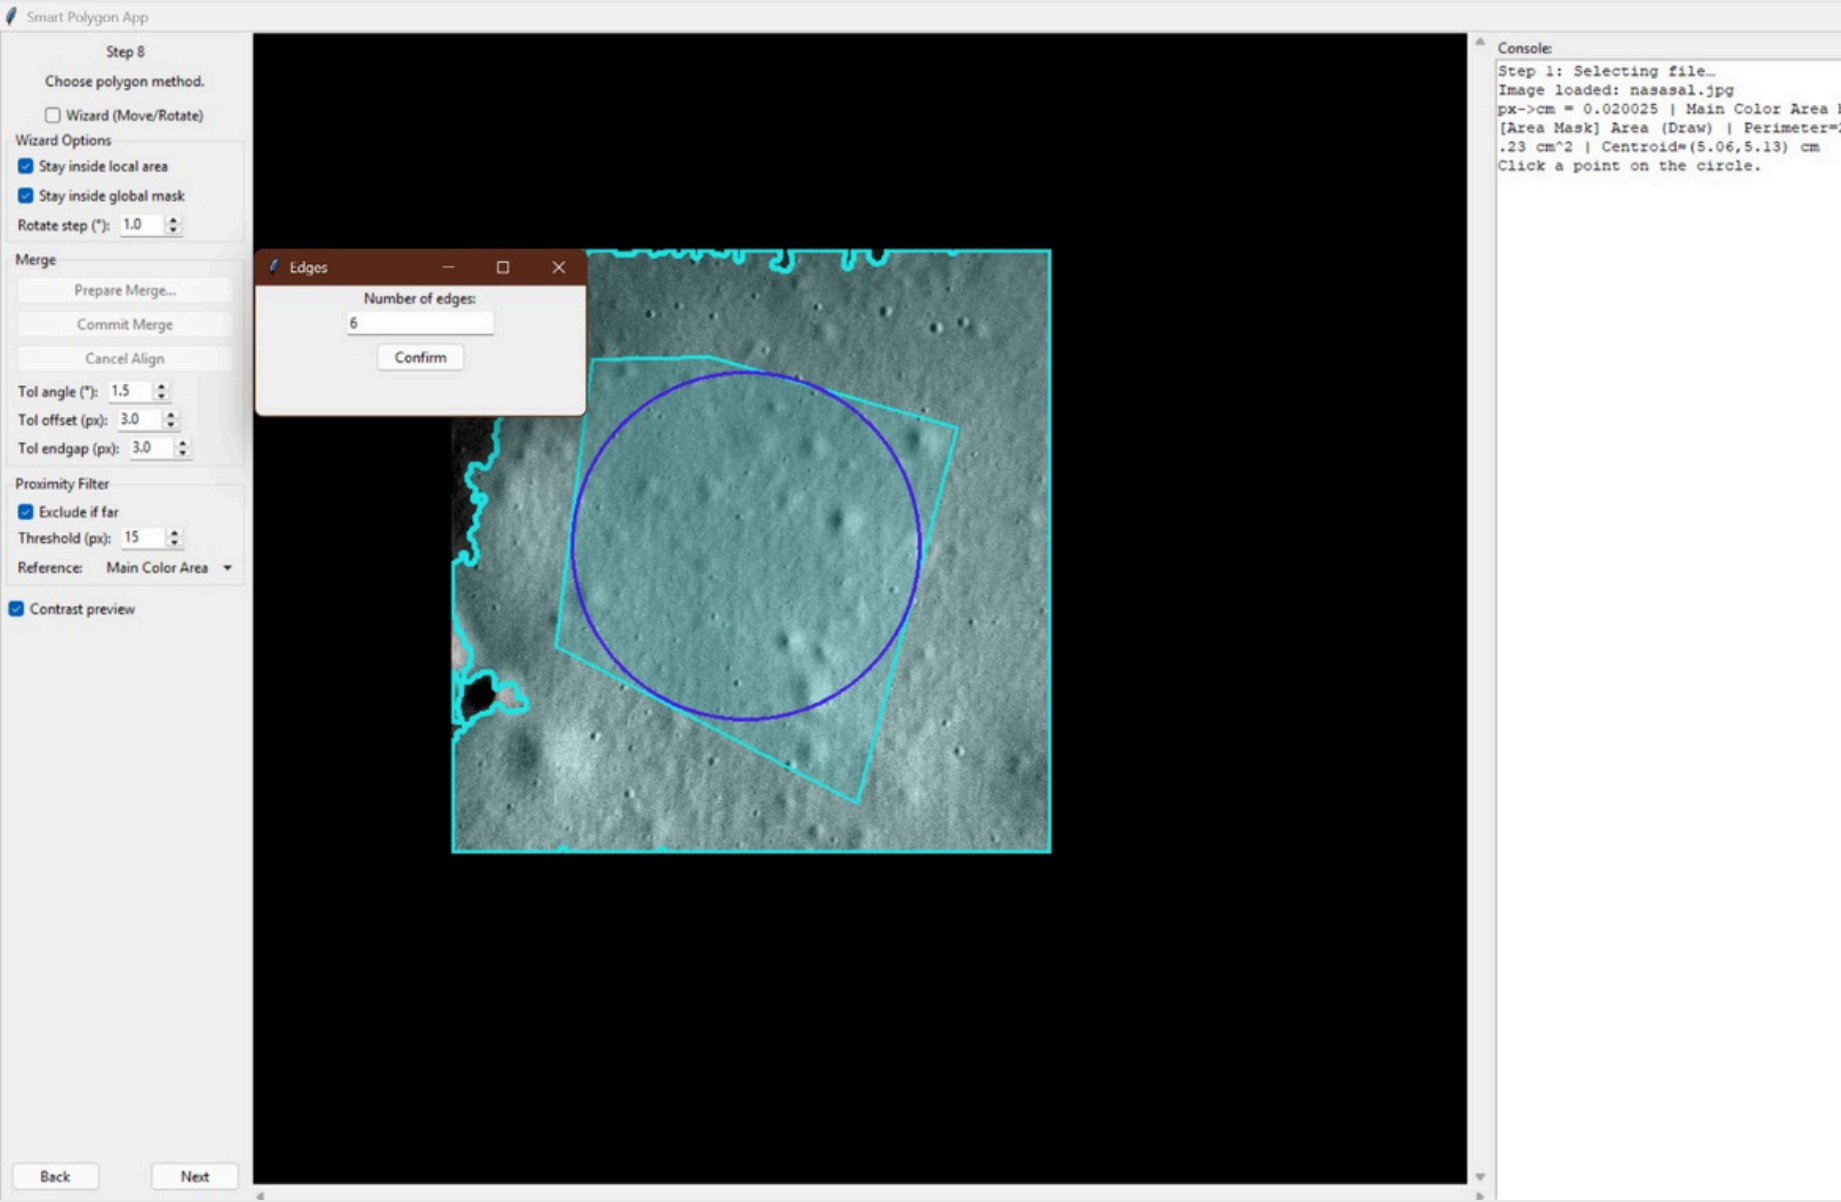 Smart Polygon App
Step 8
Choose polygon method.
Wizard (Move/Rotate)
Wizard Options
Stay inside local area
Stay inside global mask
Rotate step (°): 1.0
Merge
Prepare Merge...
Commit Merge
Cancel Align
Tol angle (°): 1.5
Tol offset (px): 3.0
Tol endgap (px): 3.0
Proximity Filter
Exclude if far
Threshold (px): 15
Reference: Main Color Area
Contrast preview
Back Next
Edges
Number of edges:
6
Confirm
Console:
Step 1: Selecting file…
Image loaded: nasasal.jpg
px->cm = 0.020025 | Main Color Area
[Area Mask] Area (Draw) | Perimeter=
.23 cm^2 | Centroid≈(5.06,5.13) cm
Click a point on the circle.